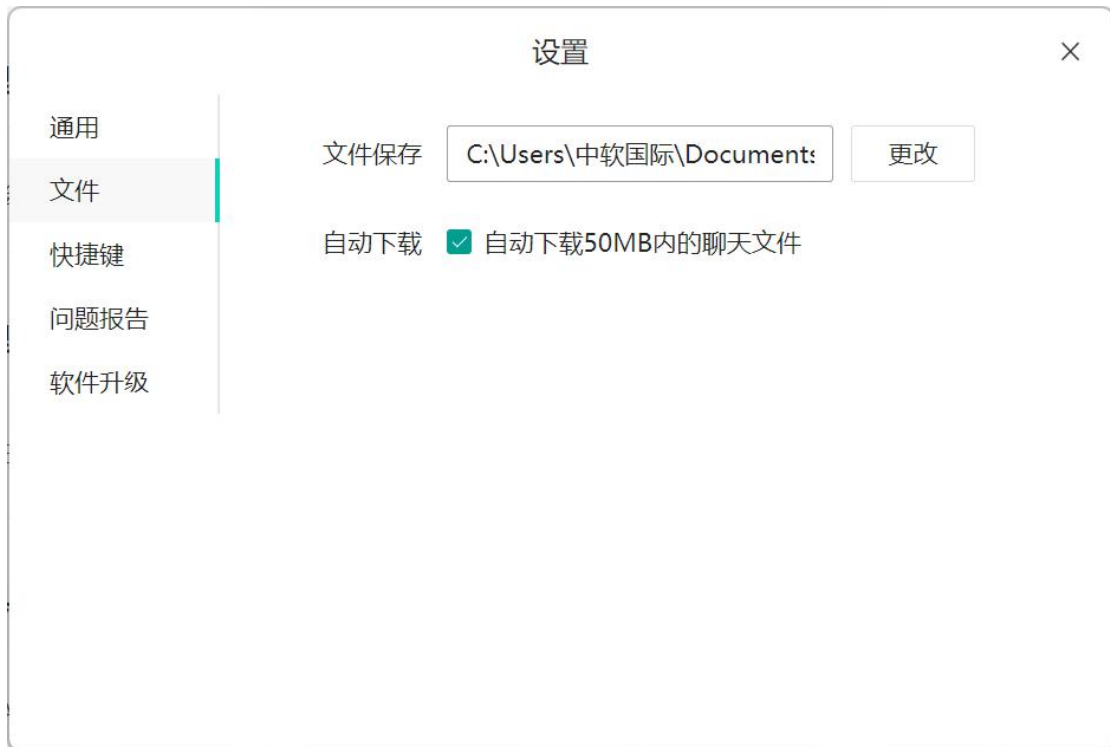 设置
通用
文件
快捷键
问题报告
软件升级
文件保存 C:\Users\中软国际\Documents 更改
自动下载 自动下载50MB内的聊天文件